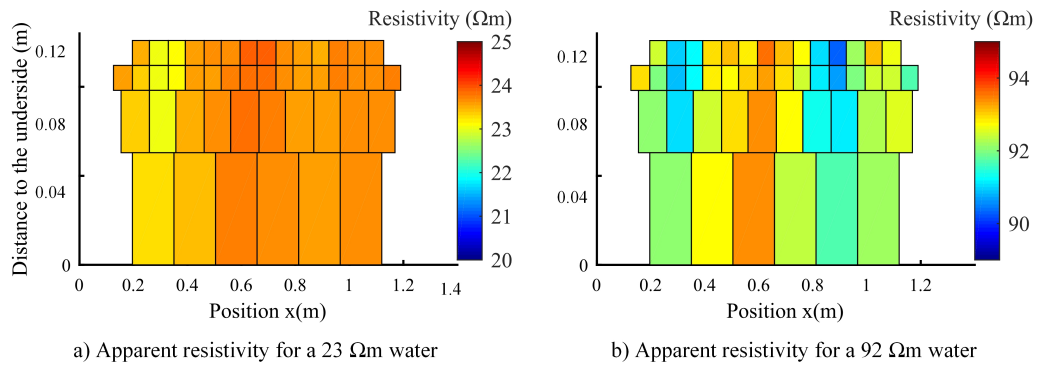 Resistivity (Ωm)
Resistivity (Ωm)
Distance to the underside (m)
0.12
0.08
0.04
0
25
24
23
22
21
20
0 0.2 0.4 0.6 0.8 1 1.2 1.4
Position x(m)
0.12
0.08
0.04
0
94
92
90
0 0.2 0.4 0.6 0.8 1 1.2
Position x(m)
a) Apparent resistivity for a 23 Ωm water
b) Apparent resistivity for a 92 Ωm water